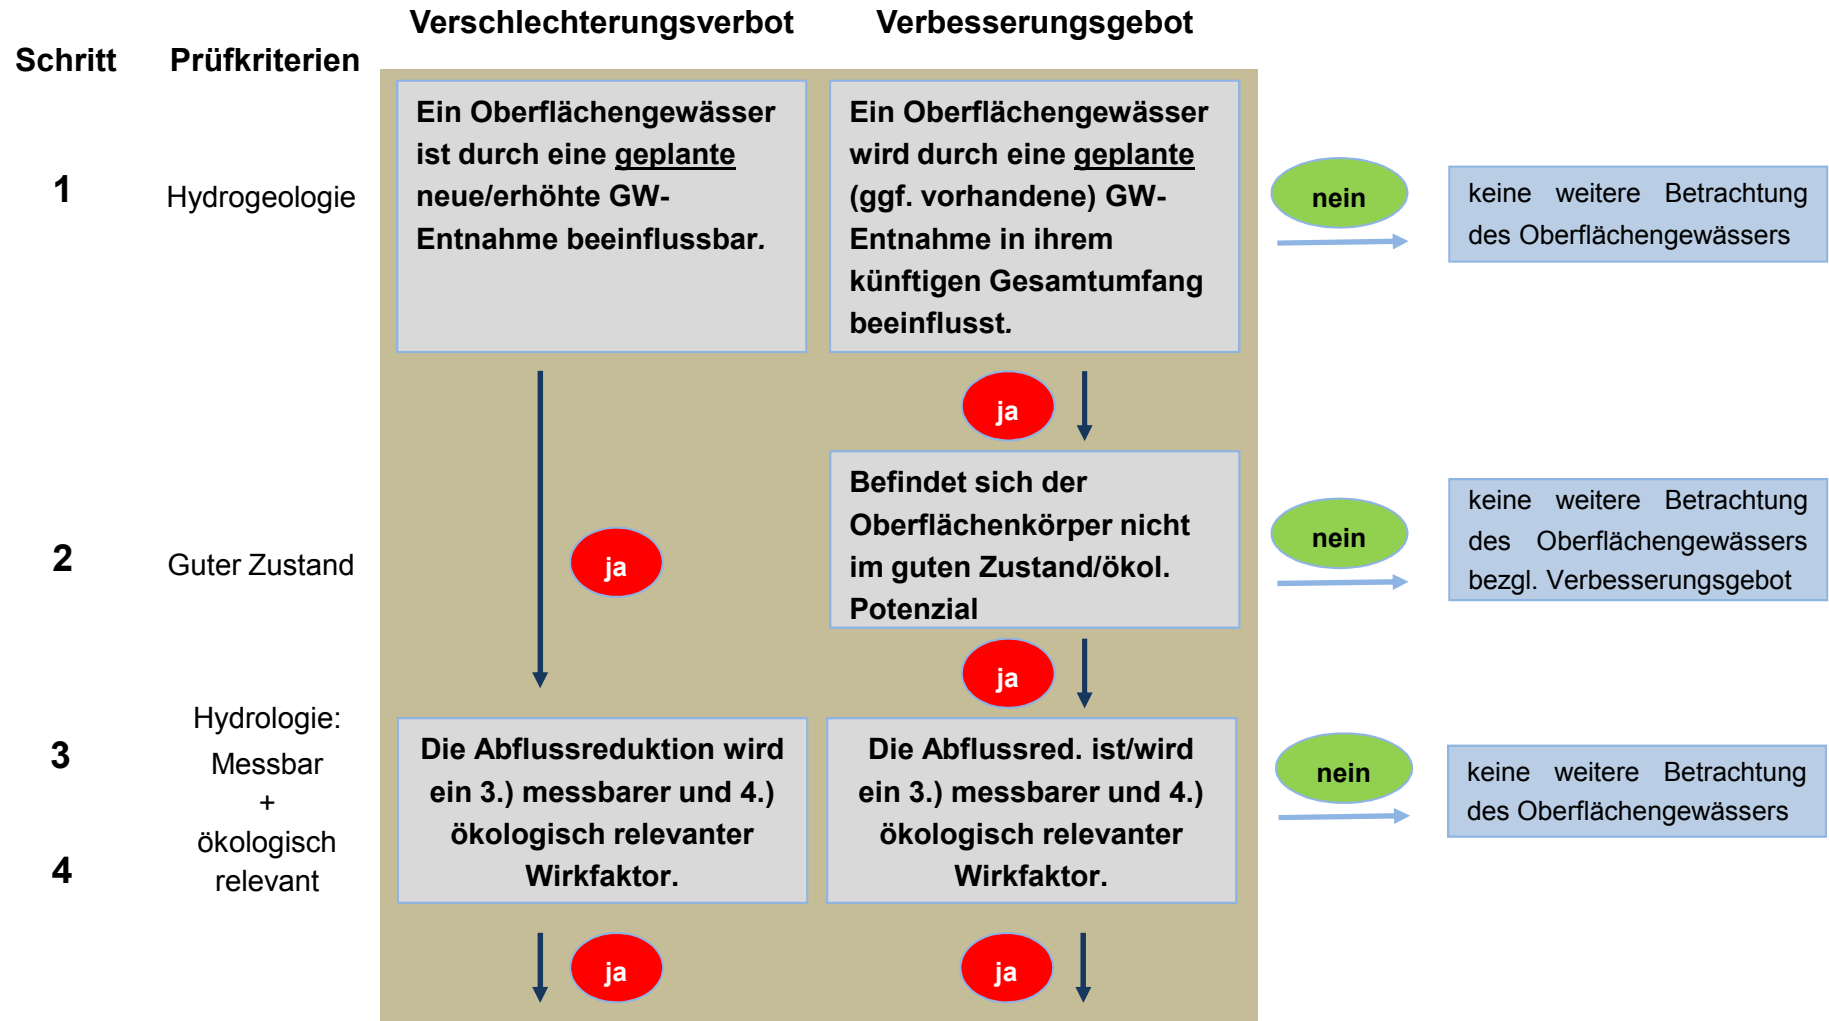 Verschlechterungsverbot
Verbesserungsgebot
Schritt
Prüfkriterien
1
Hydrogeologie
Ein Oberflächengewässer
ist durch eine geplante
neue/erhöhte GW-
Entnahme beeinflussbar.
Ein Oberflächengewässer
wird durch eine geplante
(ggf. vorhandene) GW-
Entnahme in ihrem
künftigen Gesamtumfang
beeinflusst.
nein
keine weitere Betrachtung
des Oberflächengewässers
ja
2
Guter Zustand
ja
Befindet sich der
Oberflächenkörper nicht
im guten Zustand/ökol.
Potenzial
nein
keine weitere Betrachtung
des Oberflächengewässers
bezgl. Verbesserungsgebot
ja
3
4
Hydrologie:
Messbar
+
ökologisch
relevant
Die Abflussreduktion wird
ein 3.) messbarer und 4.)
ökologisch relevanter
Wirkfaktor.
Die Abflussred. ist/wird
ein 3.) messbarer und 4.)
ökologisch relevanter
Wirkfaktor.
nein
keine weitere Betrachtung
des Oberflächengewässers
ja
ja